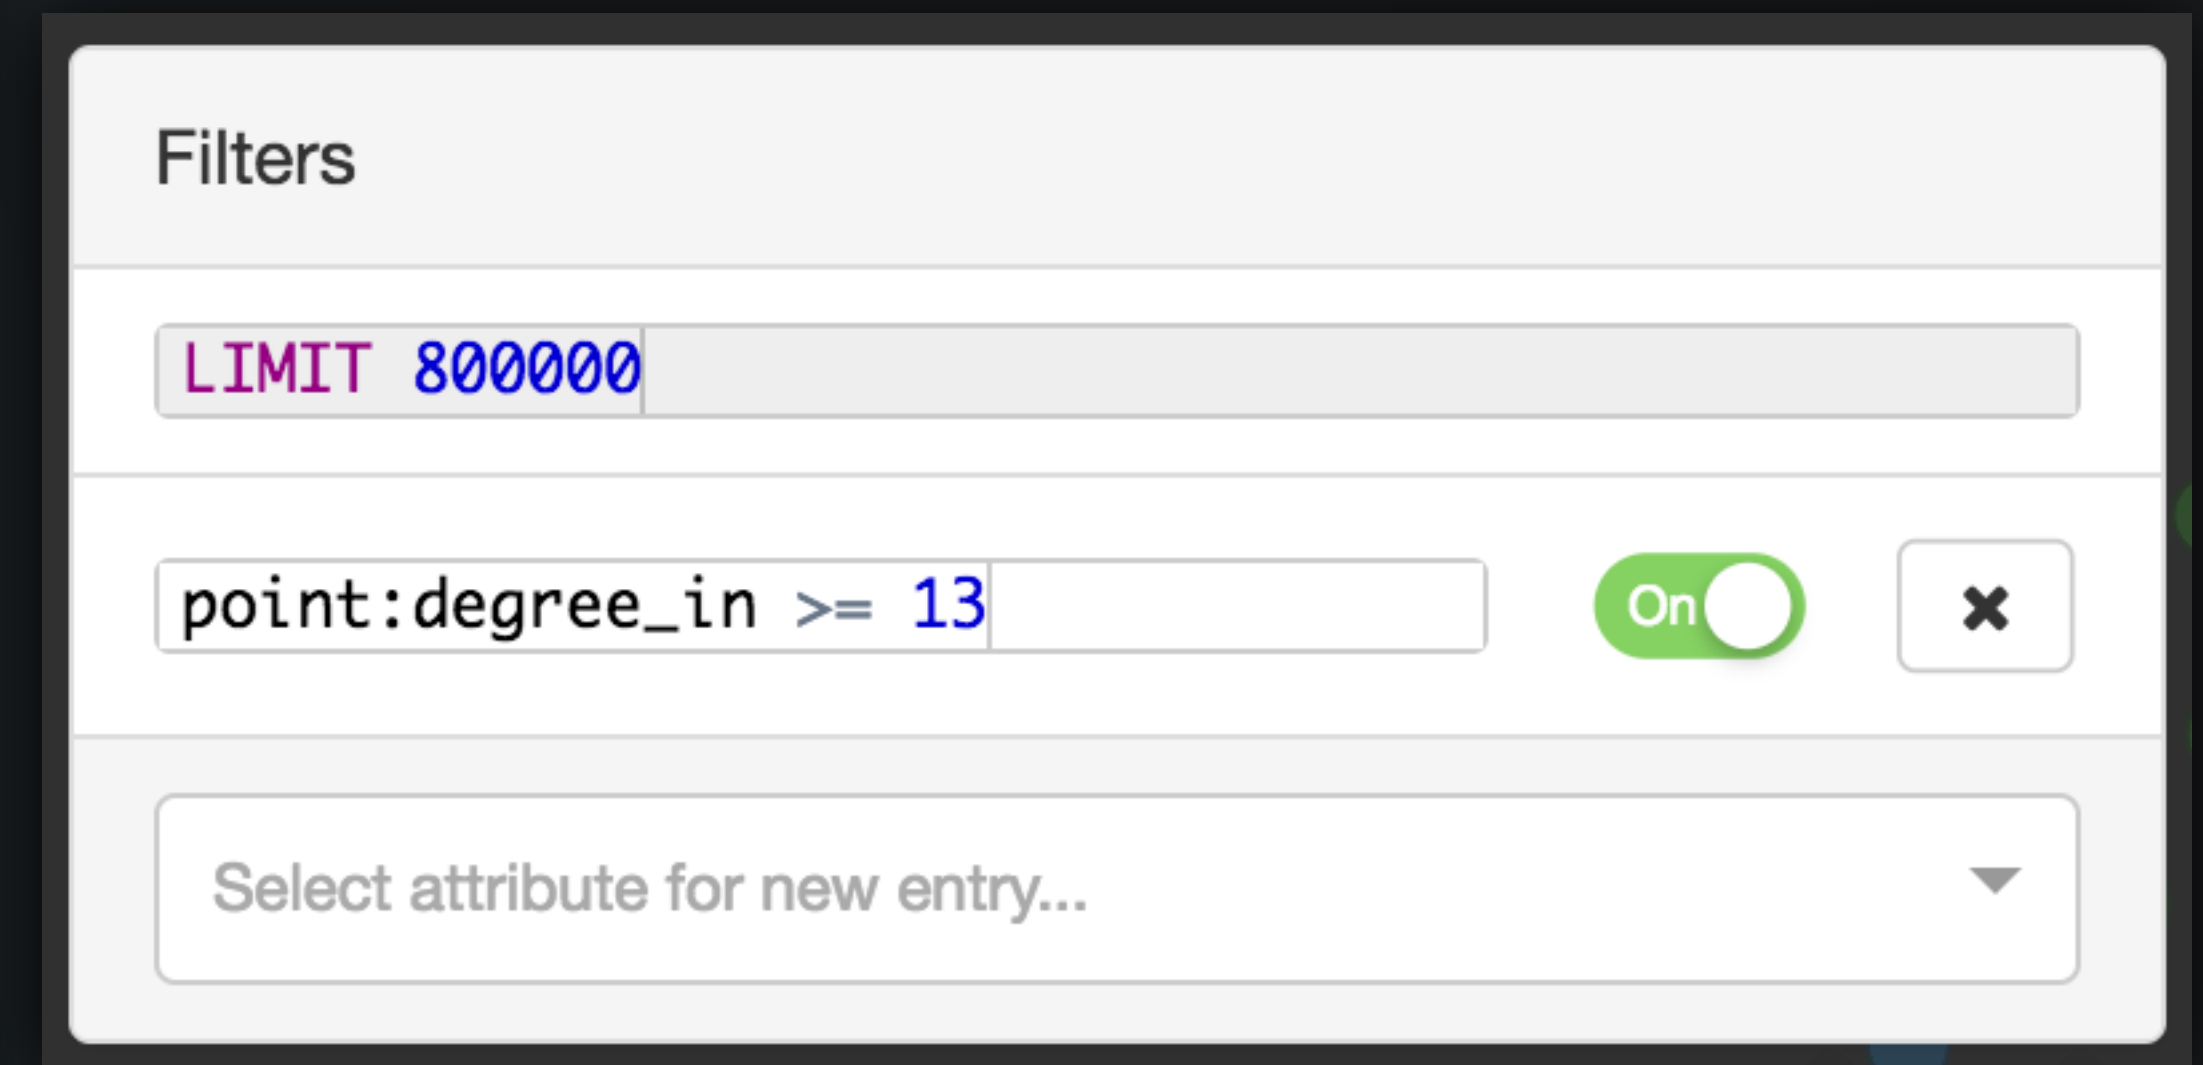 Filters
LIMIT 800000
point:degree_in >= 13
On
Select attribute for new entry...